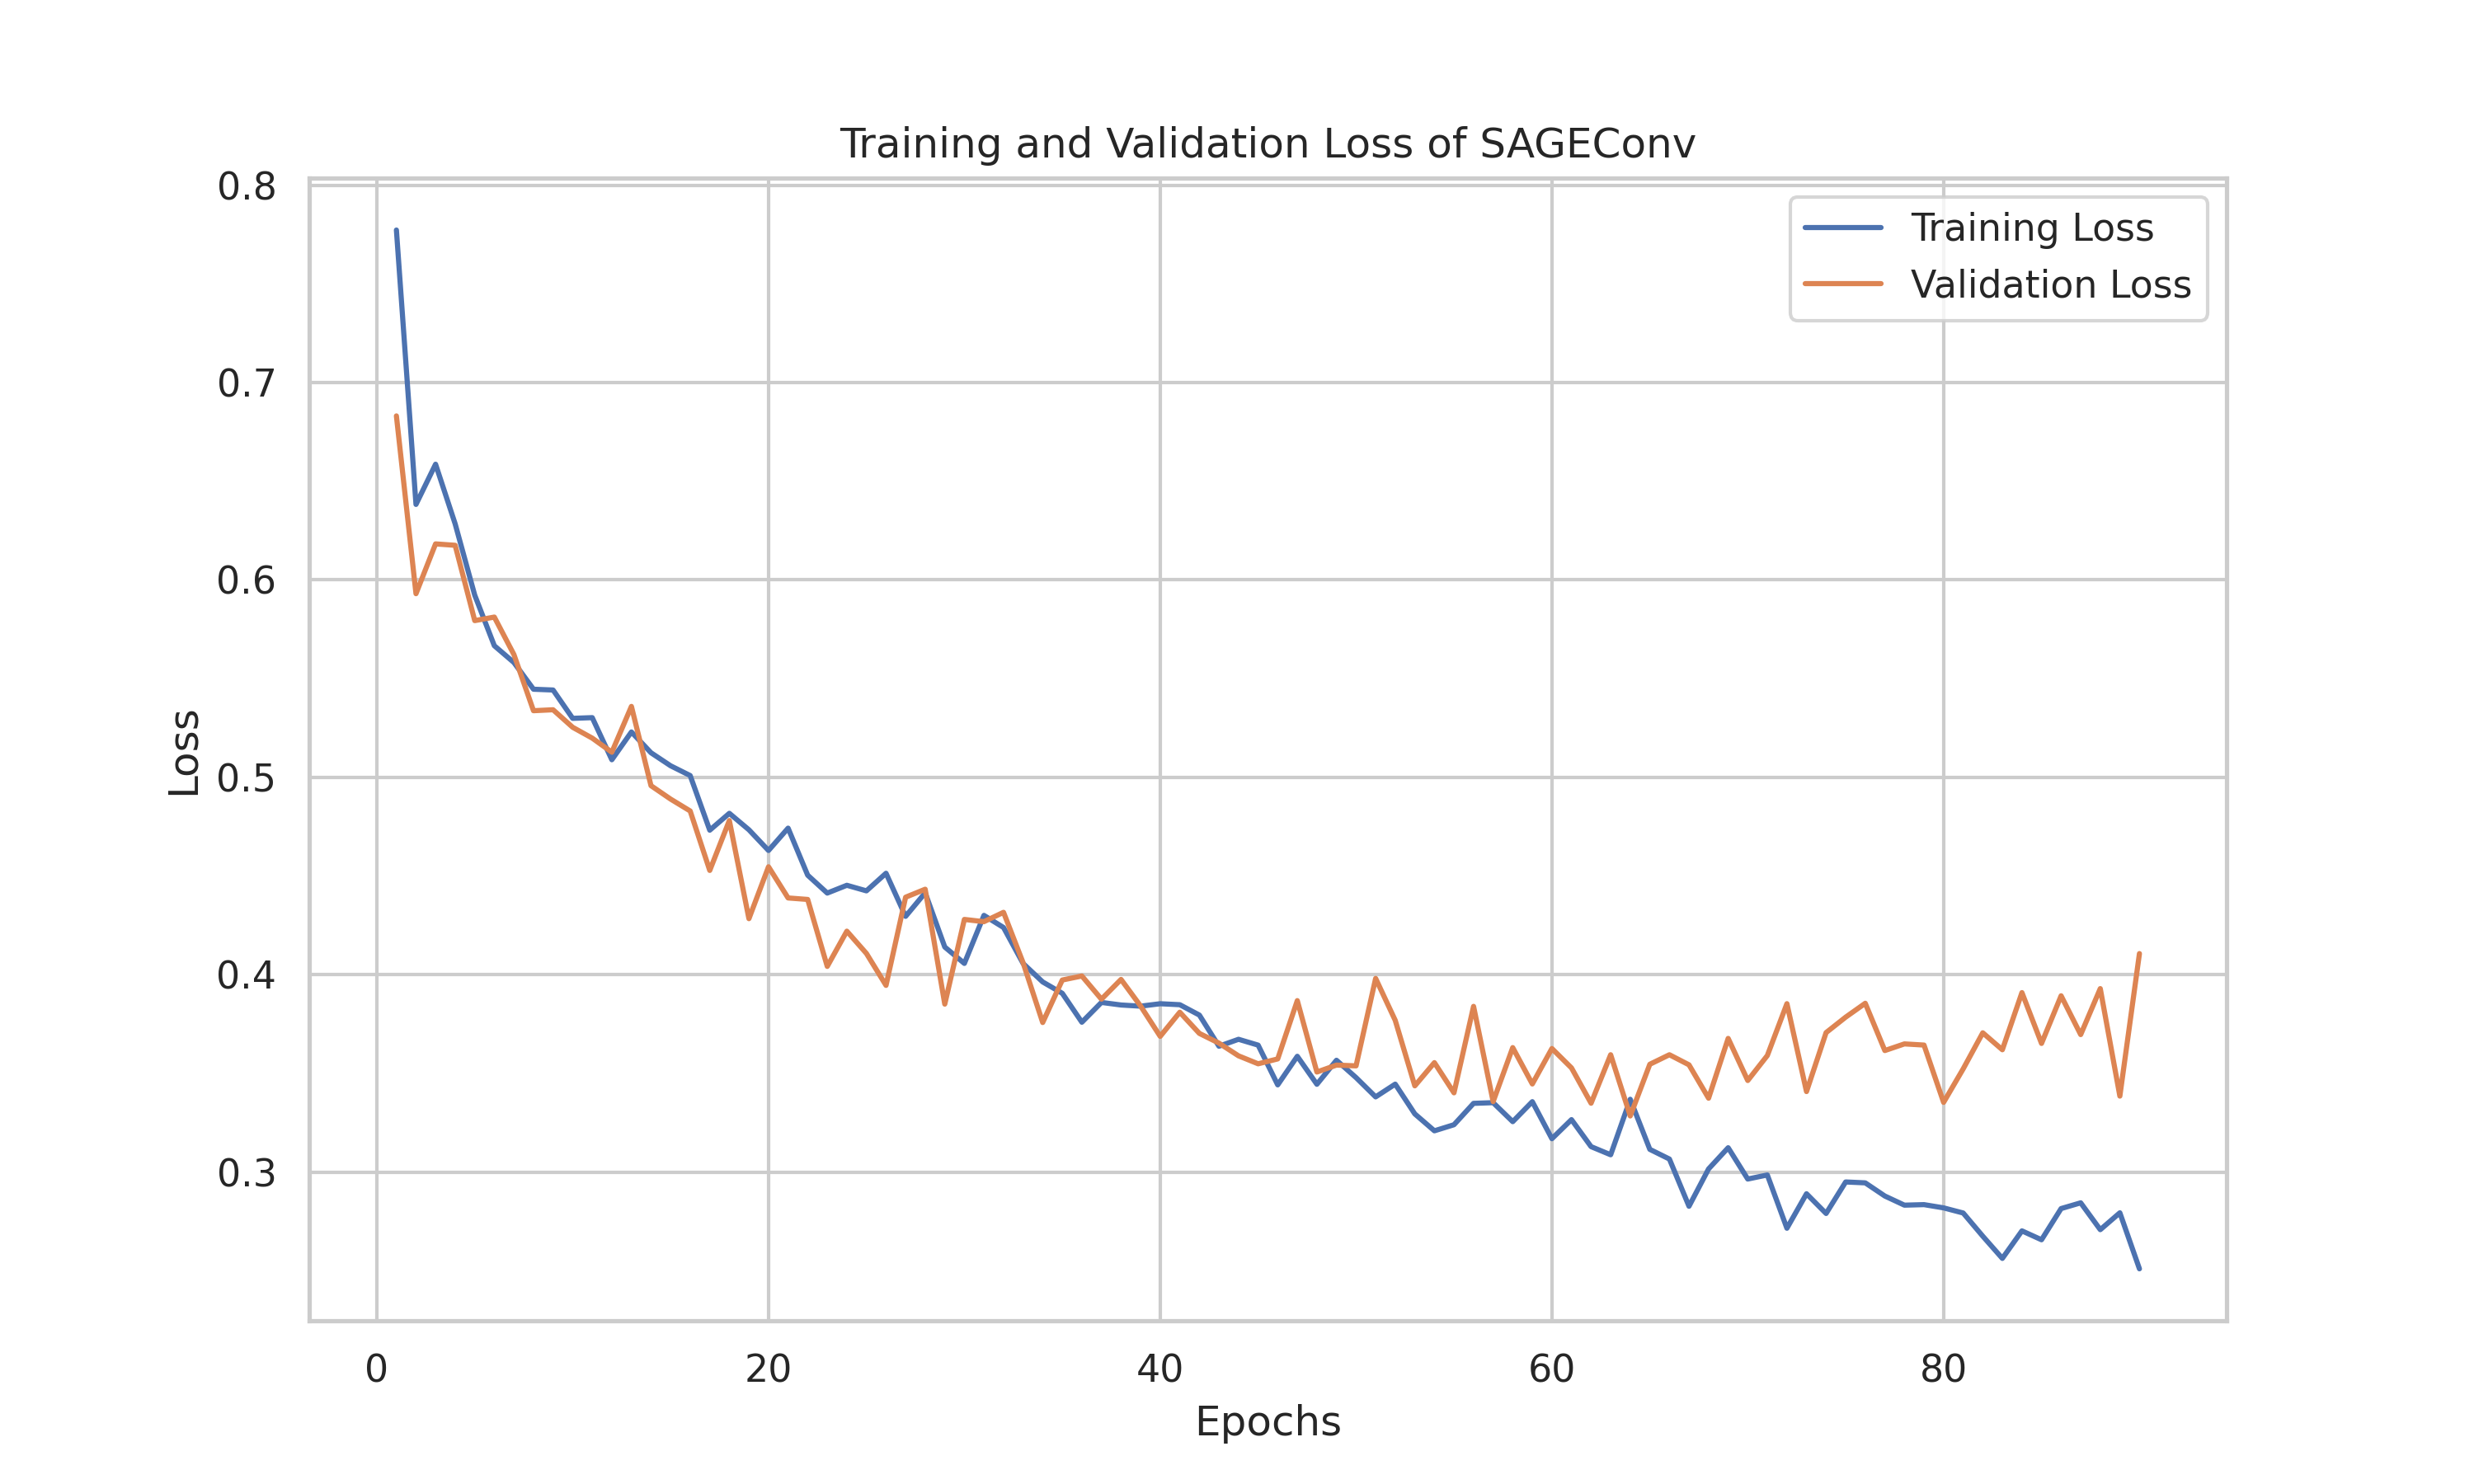 Training and Validation Loss of SAGEConv
Training Loss
Validation Loss
Loss
0.8
0.7
0.6
0.5
0.4
0.3
0 20 40 60 80
Epochs